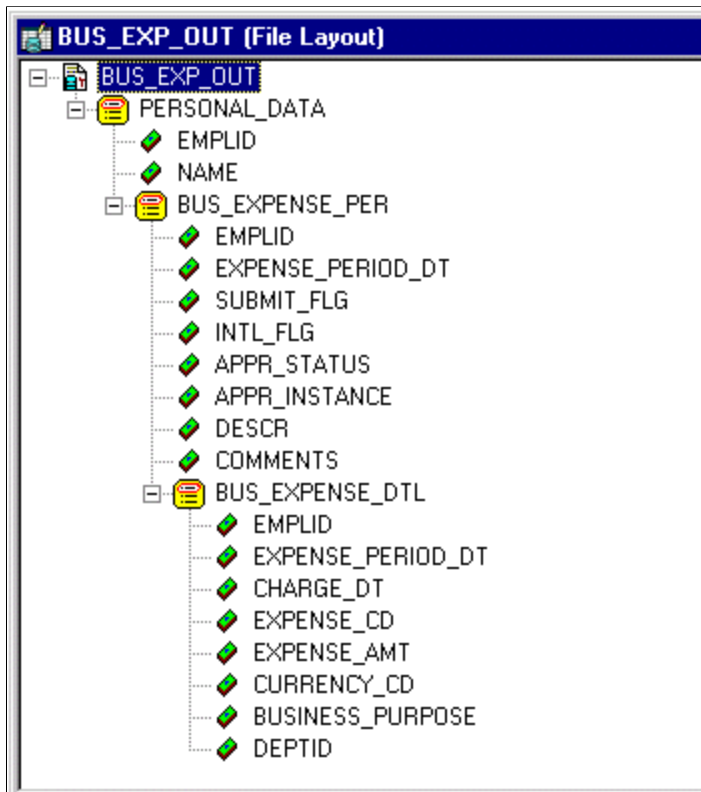 BUS_EXP_OUT (File Layout)
BUS_EXP_OUT
PERSONAL_DATA
EMPLID
NAME
BUS_EXPENSE_PER
EMPLID
EXPENSE_PERIOD_DT
SUBMIT_FLG
INTL_FLG
APPR_STATUS
APPR_INSTANCE
DESCR
COMMENTS
BUS_EXPENSE_DTL
EMPLID
EXPENSE_PERIOD_DT
CHARGE_DT
EXPENSE_CD
EXPENSE_AMT
CURRENCY_CD
BUSINESS_PURPOSE
DEPTID